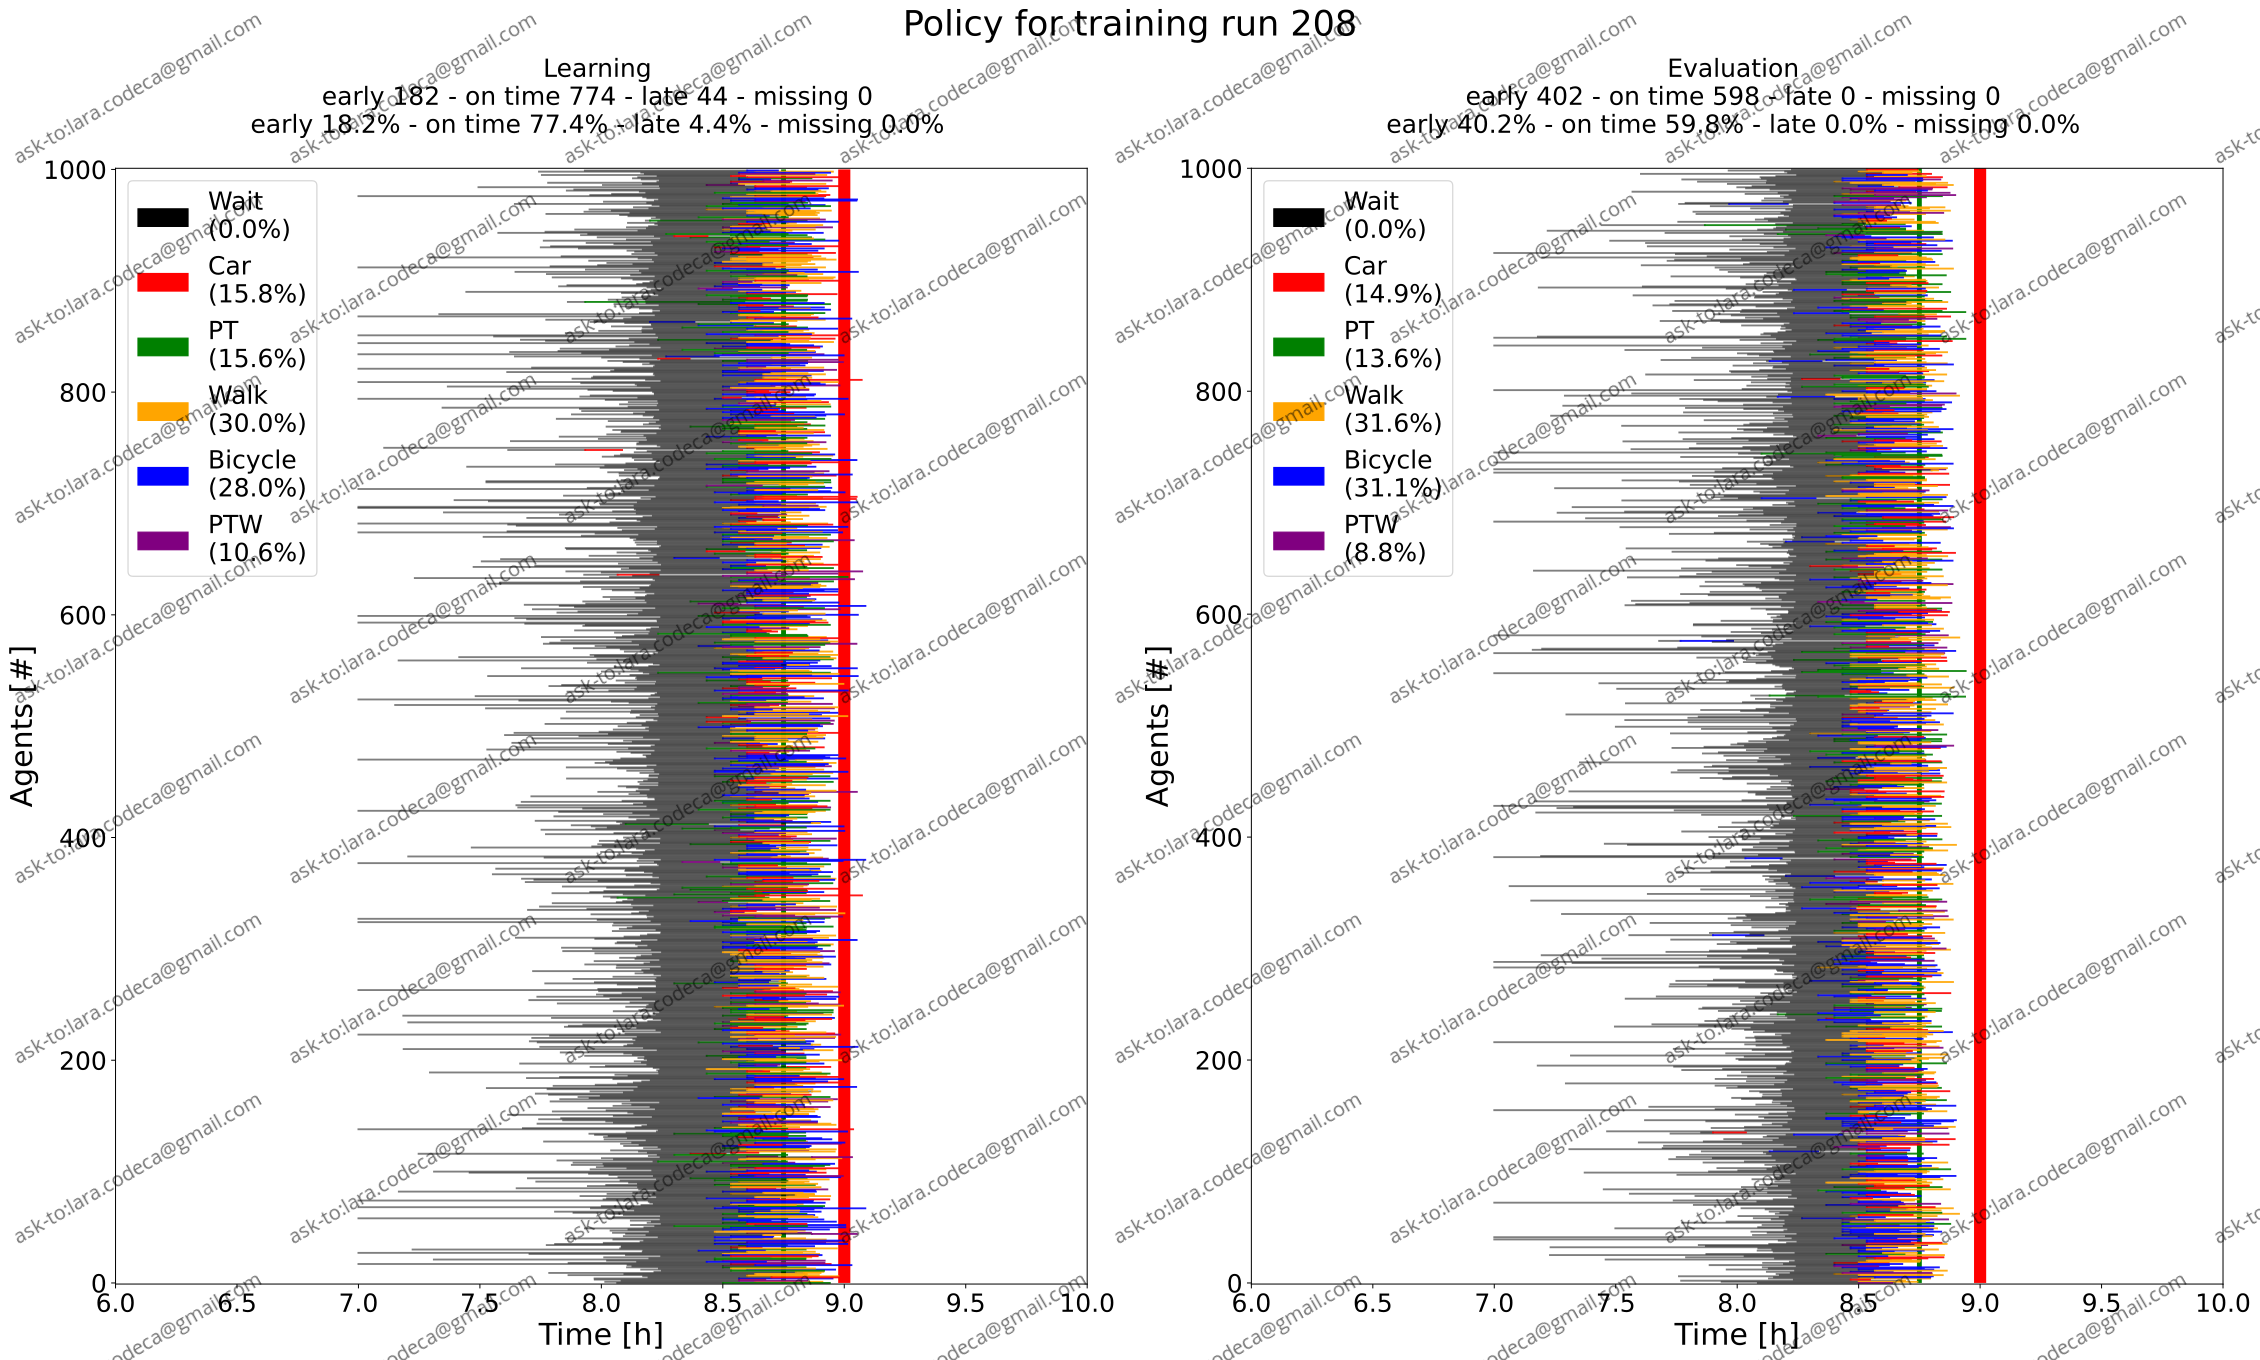 Policy for training run 208
Learning
early 182 - on time 774 - late 44 - missing 0
early 18.2% - on time 77.4% - late 4.4% - missing 0.0%
Wait
(0.0%)
Car
(15.8%)
PT
(15.6%)
Walk
(30.0%)
Bicycle
(28.0%)
PTW
(10.6%)
Agents [#]
1000
800
600
400
200
0
6.0 6.5 7.0 7.5 8.0 8.5 9.0 9.5 10.0
Time [h]
Evaluation
early 402 - on time 598 - late 0 - missing 0
early 40.2% - on time 59.8% - late 0.0% - missing 0.0%
Wait
(0.0%)
Car
(14.9%)
PT
(13.6%)
Walk
(31.6%)
Bicycle
(31.1%)
PTW
(8.8%)
Agents [#]
1000
800
600
400
200
0
6.0 6.5 7.0 7.5 8.0 8.5 9.0 9.5 10.0
Time [h]
ask-to:lara.codeca@gmail.com